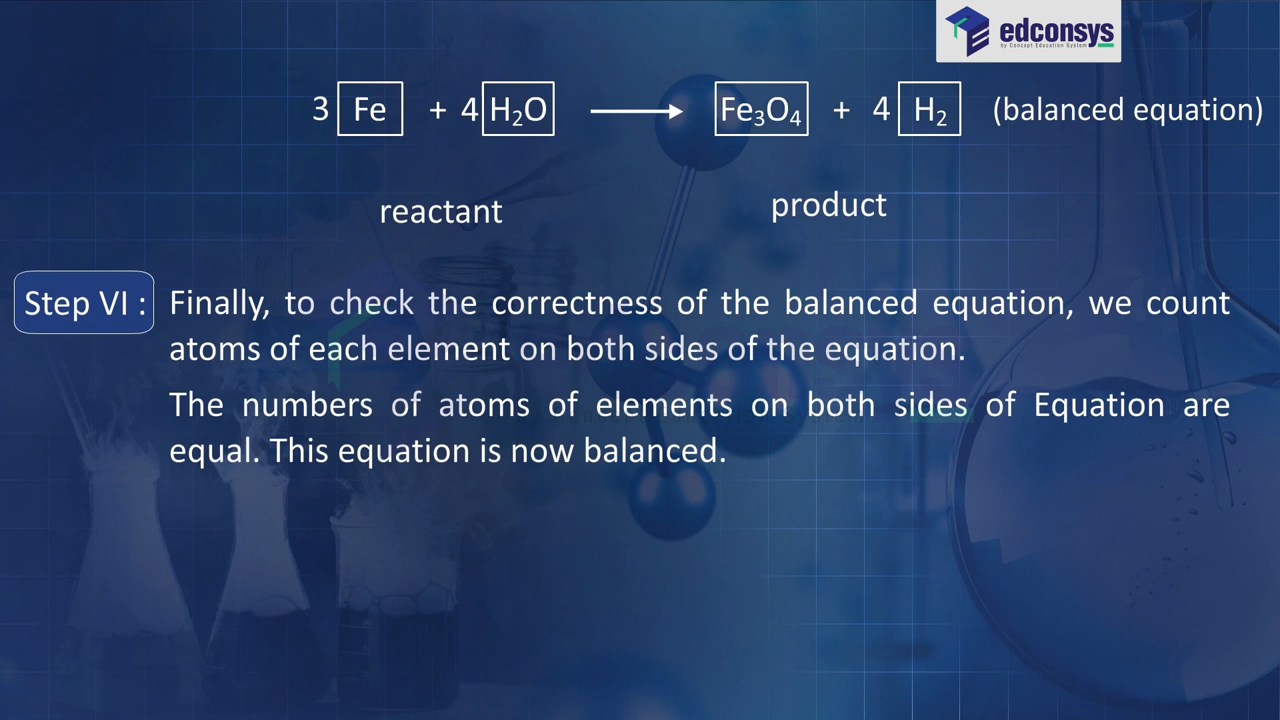 edconsys
by Concept Education System
3 Fe + 4 H₂O ⟶ Fe₃O₄ + 4 H₂ (balanced equation)
reactant product
Step VI : Finally, to check the correctness of the balanced equation, we count
atoms of each element on both sides of the equation.
The numbers of atoms of elements on both sides of Equation are
equal. This equation is now balanced.